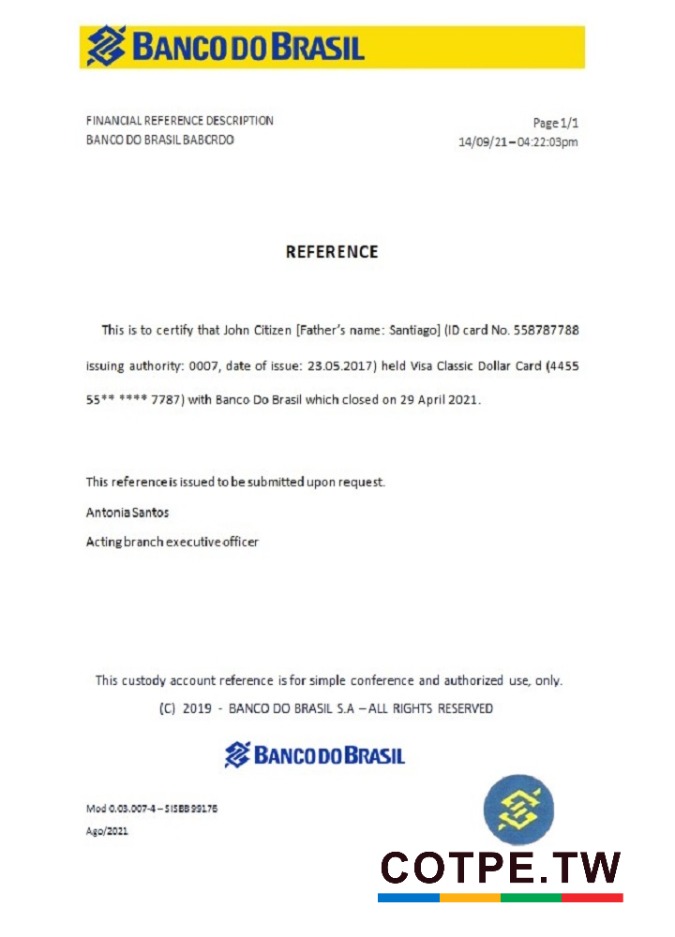 BANCO DO BRASIL
FINANCIAL REFERENCE DESCRIPTION
BANCO DO BRASIL BABCRDO
Page 1/1
14/09/21 – 04:22:03pm
REFERENCE
This is to certify that John Citizen [Father's name: Santiago] (ID card No. 558787788
issuing authority: 0007, date of issue: 23.05.2017) held Visa Classic Dollar Card (4455
55** **** 7787) with Banco Do Brasil which closed on 29 April 2021.
This reference is issued to be submitted upon request.
Antonia Santos
Acting branch executive officer
This custody account reference is for simple conference and authorized use, only.
(C) 2019 - BANCO DO BRASIL S.A – ALL RIGHTS RESERVED
BANCO DO BRASIL
Mod 0.03.007-4 – SISBB 99176
Ago/2021
COTPE.TW